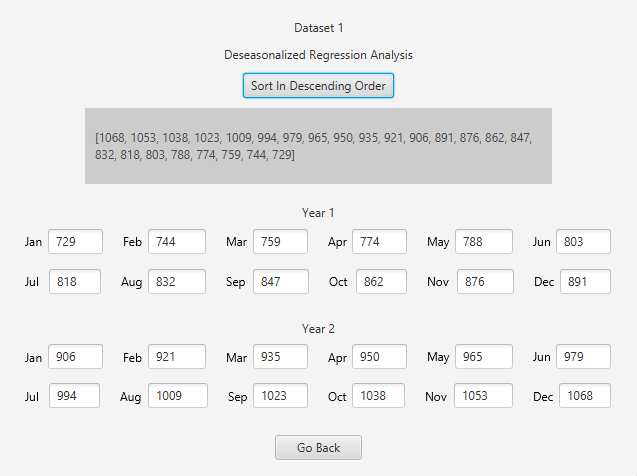 Dataset 1
Deseasonalized Regression Analysis
Sort In Descending Order
[1068, 1053, 1038, 1023, 1009, 994, 979, 965, 950, 935, 921, 906, 891, 876, 862, 847,
832, 818, 803, 788, 774, 759, 744, 729]
Year 1
Jan 729 Feb 744 Mar 759 Apr 774 May 788 Jun 803
Jul 818 Aug 832 Sep 847 Oct 862 Nov 876 Dec 891
Year 2
Jan 906 Feb 921 Mar 935 Apr 950 May 965 Jun 979
Jul 994 Aug 1009 Sep 1023 Oct 1038 Nov 1053 Dec 1068
Go Back